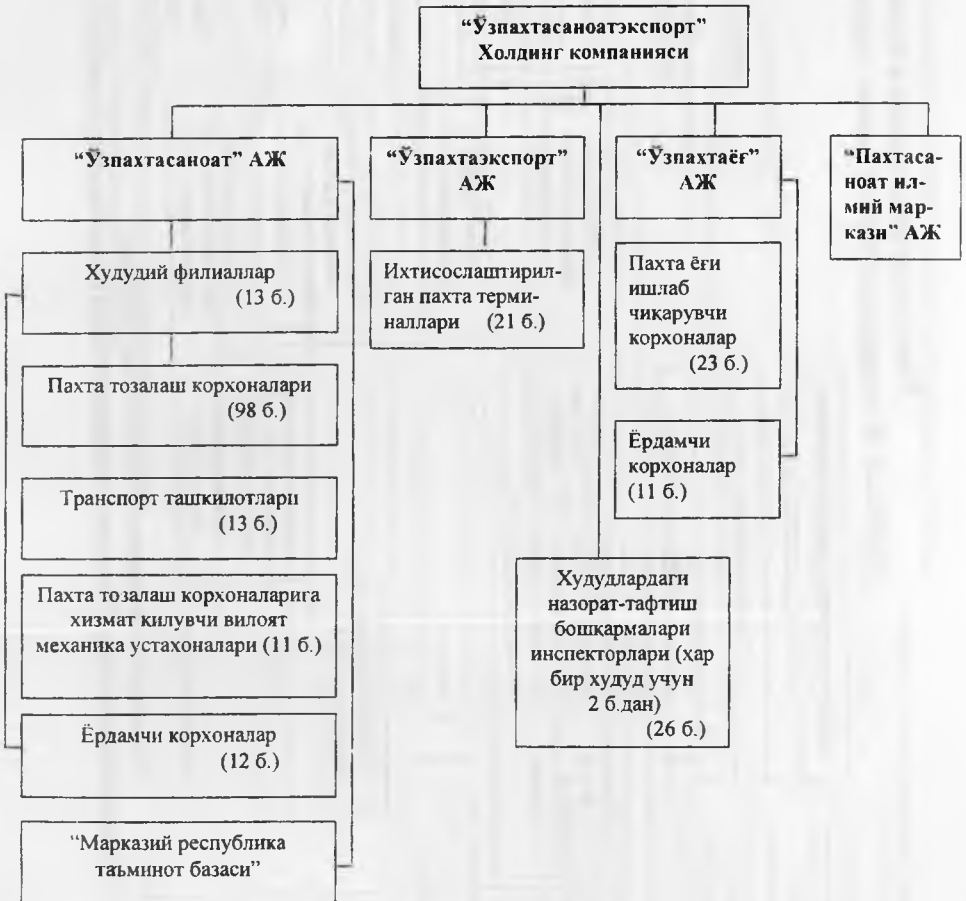 “Ўзпахтасаноатэкспорт”
Холдинг компанияси
“Ўзпахтасаноат” АЖ
“Ўзпахтаэкспорт”
АЖ
“Ўзпахтаёғ”
АЖ
“Пахтаса-
ноат ил-
мий мар-
кази” АЖ
Худудий филиаллар
(13 б.)
Ихтисослаштирил-
ган пахта терми-
наллари (21 б.)
Пахта ёғи
ишлаб
чиқарувчи
корхоналар
(23 б.)
Пахта тозалаш корхоналари
(98 б.)
Ёрдамчи
корхоналар
(11 б.)
Транспорт ташкилотлари
(13 б.)
Пахта тозалаш корхоналарига
хизмат килувчи вилоят
механика устахоналари (11 б.)
Худудлардаги
назорат-тафтиш
бошқармалари
инспекторлари (ҳар
бир худуд учун
2 б.дан)
(26 б.)
Ёрдамчи корхоналар
(12 б.)
“Марказий республика
таъминот базаси”